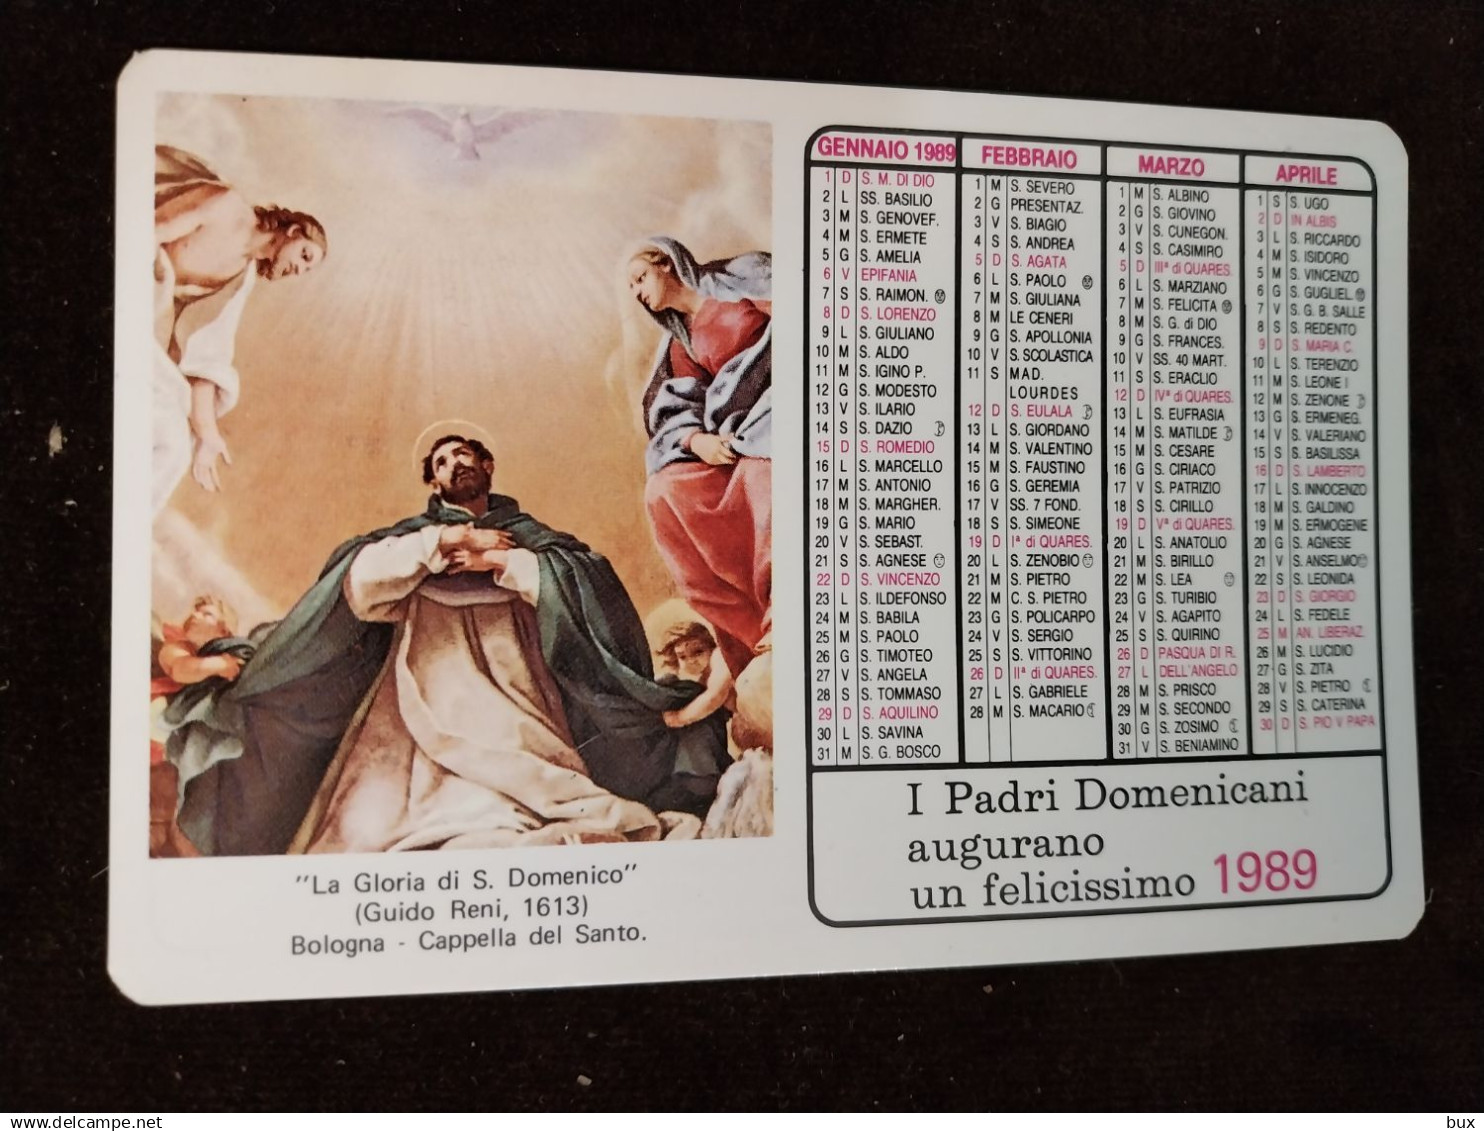 "La Gloria di S. Domenico"
(Guido Reni, 1613)
Bologna - Cappella del Santo.
GENNAIO 1989
1 D S. M. DI DIO
2 L SS. BASILIO
3 M S. GENOVEF.
4 M S. ERMETE
5 G S. AMELIA
6 V EPIFANIA
7 S S. RAIMON.
8 D S. LORENZO
9 L S. GIULIANO
10 M S. ALDO
11 M S. IGINO P.
12 G S. MODESTO
13 V S. ILARIO
14 S S. DAZIO
15 D S. ROMEDIO
16 L S. MARCELLO
17 M S. ANTONIO
18 M S. MARGHER.
19 G S. MARIO
20 V S. SEBAST.
21 S S. AGNESE
22 D S. VINCENZO
23 L S. ILDEFONSO
24 M S. BABILA
25 M S. PAOLO
26 G S. TIMOTEO
27 V S. ANGELA
28 S S. TOMMASO
29 D S. AQUILINO
30 L S. SAVINA
31 M S. G. BOSCO
FEBBRAIO
1 M S. SEVERO
2 G PRESENTAZ.
3 V S. BIAGIO
4 S S. ANDREA
5 D S. AGATA
6 L S. PAOLO
7 M S. GIULIANA
8 M LE CENERI
9 G S. APOLLONIA
10 V S. SCOLASTICA
11 S MAD.
LOURDES
12 D S. EULALA
13 L S. GIORDANO
14 M S. VALENTINO
15 M S. FAUSTINO
16 G S. GEREMIA
17 V SS. 7 FOND.
18 S S. SIMEONE
19 D Iª di QUARES.
20 L S. ZENOBIO
21 M S. PIETRO
22 M C. S. PIETRO
23 G S. POLICARPO
24 V S. SERGIO
25 S S. VITTORINO
26 D IIª di QUARES.
27 L S. GABRIELE
28 M S. MACARIO
MARZO
1 M S. ALBINO
2 G S. GIOVINO
3 V S. CUNEGON.
4 S S. CASIMIRO
5 D IIIª di QUARES.
6 L S. MARZIANO
7 M S. FELICITA
8 M S. G. di DIO
9 G S. FRANCES.
10 V SS. 40 MART.
11 S S. ERACLIO
12 D IVª di QUARES.
13 L S. EUFRASIA
14 M S. MATILDE
15 M S. CESARE
16 G S. CIRIACO
17 V S. PATRIZIO
18 S S. CIRILLO
19 D Vª di QUARES.
20 L S. ANATOLIO
21 M S. BIRILLO
22 M S. LEA
23 G S. TURIBIO
24 V S. AGAPITO
25 S S. QUIRINO
26 D PASQUA DI R.
27 L DELL'ANGELO
28 M S. PRISCO
29 M S. SECONDO
30 G S. ZOSIMO
31 V S. BENIAMINO
APRILE
1 S S. UGO
2 D IN ALBIS
3 L S. RICCARDO
4 M S. ISIDORO
5 M S. VINCENZO
6 G S. GUGLIEL.
7 V S. G. B. SALLE
8 S S. REDENTO
9 D S. MARIA C.
10 L S. TERENZIO
11 M S. LEONE I
12 M S. ZENONE
13 G S. ERMENEG.
14 V S. VALERIANO
15 S S. BASILISSA
16 D S. LAMBERTO
17 L S. INNOCENZO
18 M S. GALDINO
19 M S. ERMOGENE
20 G S. AGNESE
21 V S. ANSELMO
22 S S. LEONIDA
23 D S. GIORGIO
24 L S. FEDELE
25 M AN. LIBERAZ.
26 M S. LUCIDIO
27 G S. ZITA
28 V S. PIETRO
29 S S. CATERINA
30 D S. PIO V PAPA
I Padri Domenicani
augurano
un felicissimo 1989
bux